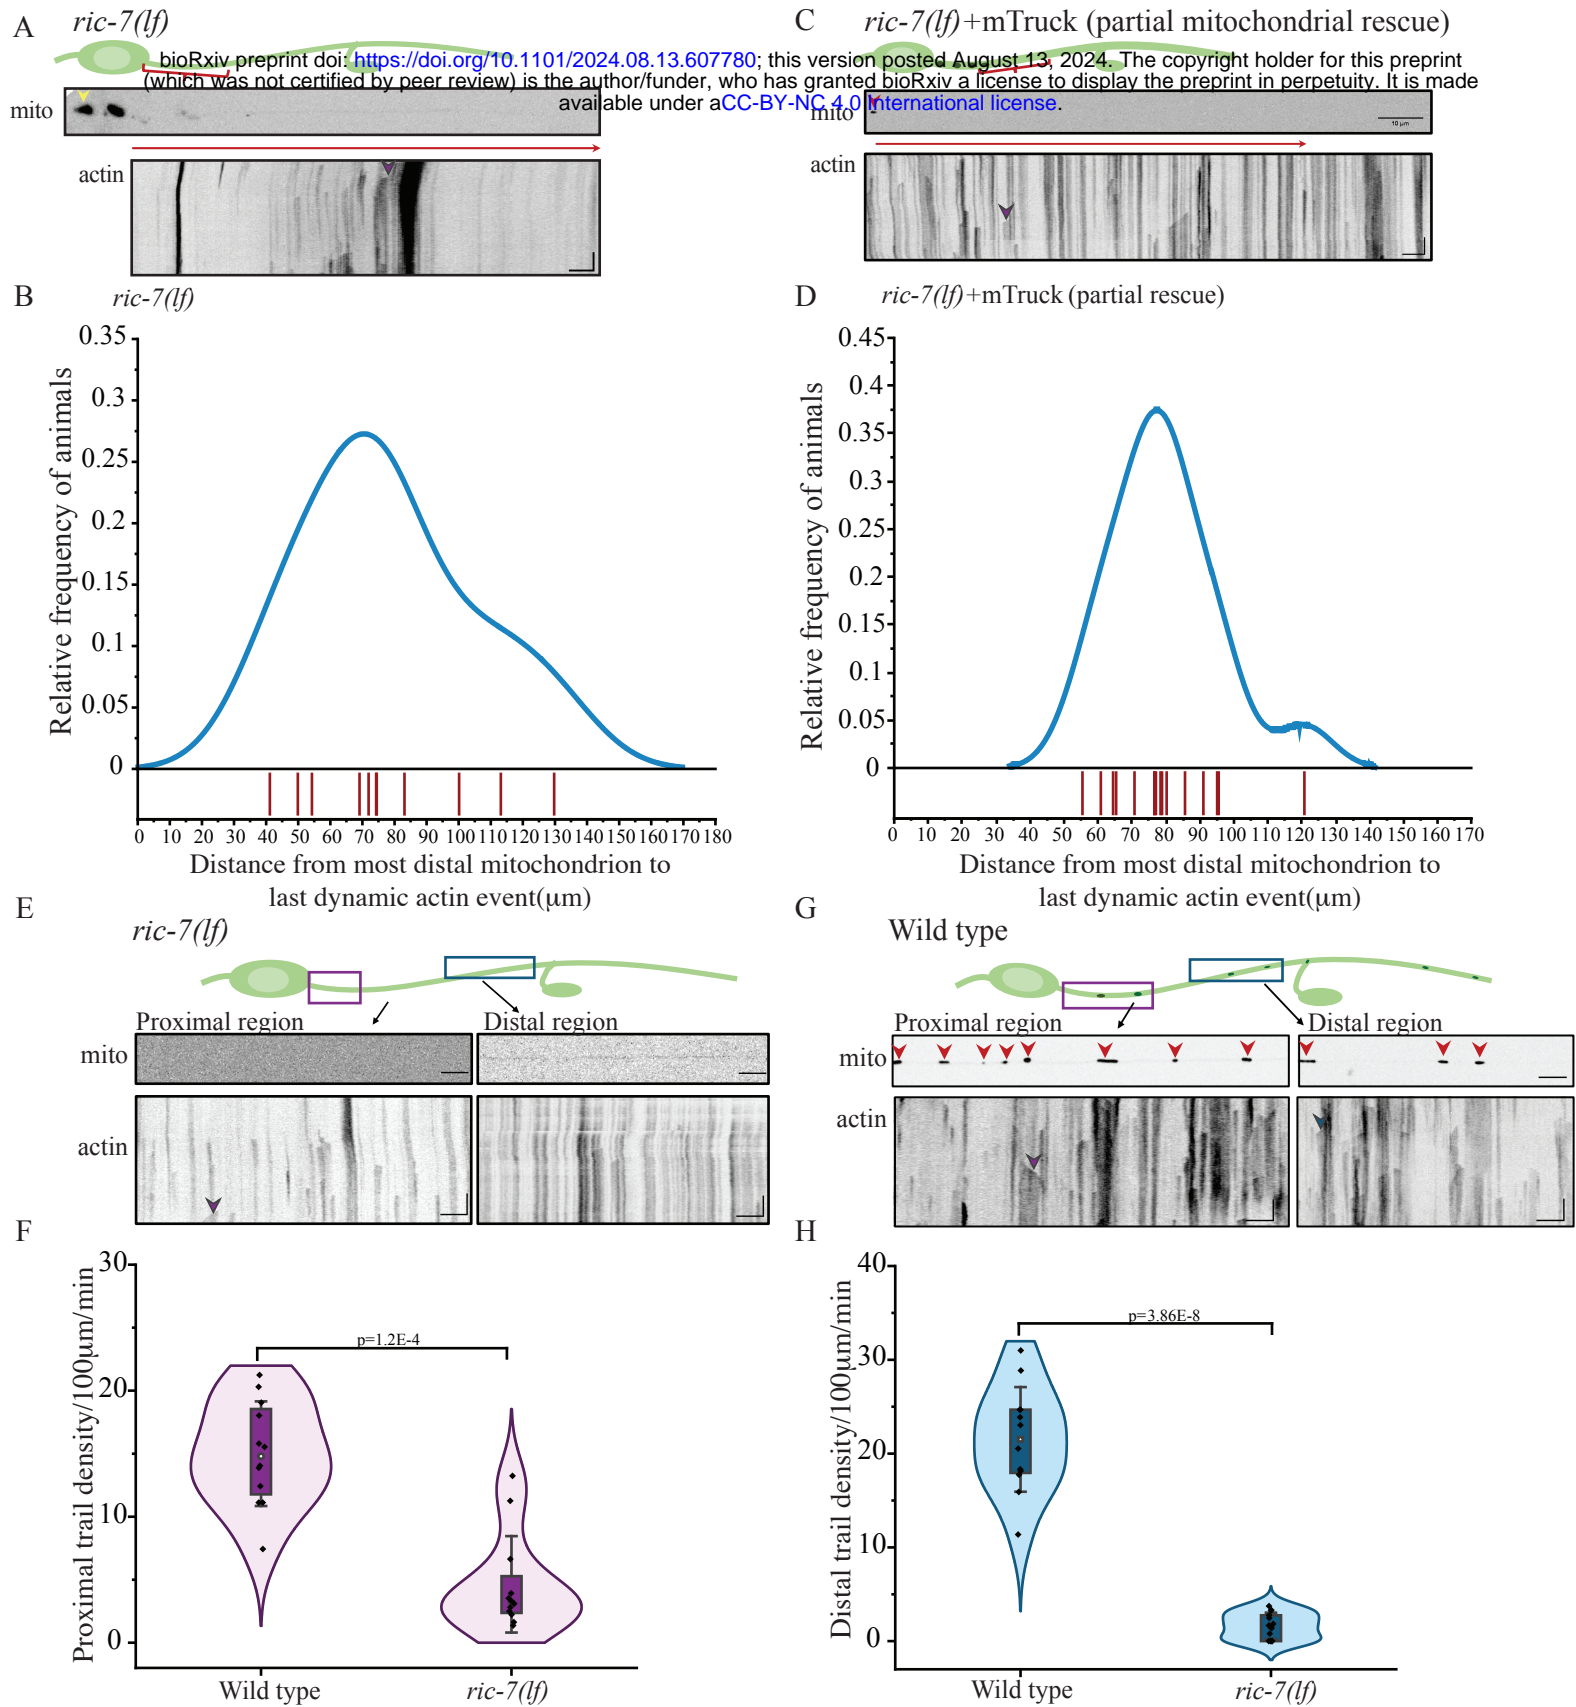 A
ric-7(lf)
C
ric-7(lf)+mTruck (partial mitochondrial rescue)
bioRxiv preprint doi: https://doi.org/10.1101/2024.08.13.607780; this version posted August 13, 2024. The copyright holder for this preprint
(which was not certified by peer review) is the author/funder, who has granted bioRxiv a license to display the preprint in perpetuity. It is made
available under aCC-BY-NC 4.0 International license.
mito
actin
mito
10 μm
actin
B
ric-7(lf)
0.35
0.3
0.25
0.2
0.15
0.1
0.05
0
Relative frequency of animals
0 10 20 30 40 50 60 70 80 90 100 110 120 130 140 150 160 170 180
Distance from most distal mitochondrion to
last dynamic actin event(μm)
D
ric-7(lf)+mTruck (partial rescue)
0.45
0.4
0.35
0.3
0.25
0.2
0.15
0.1
0.05
0
Relative frequency of animals
0 10 20 30 40 50 60 70 80 90 100 110 120 130 140 150 160 170
Distance from most distal mitochondrion to
last dynamic actin event(μm)
E
ric-7(lf)
Proximal region
Distal region
mito
actin
G
Wild type
Proximal region
Distal region
mito
actin
F
30
20
10
0
Proximal trail density/100μm/min
p=1.2E-4
Wild type
ric-7(lf)
H
40
30
20
10
0
Distal trail density/100μm/min
p=3.86E-8
Wild type
ric-7(lf)